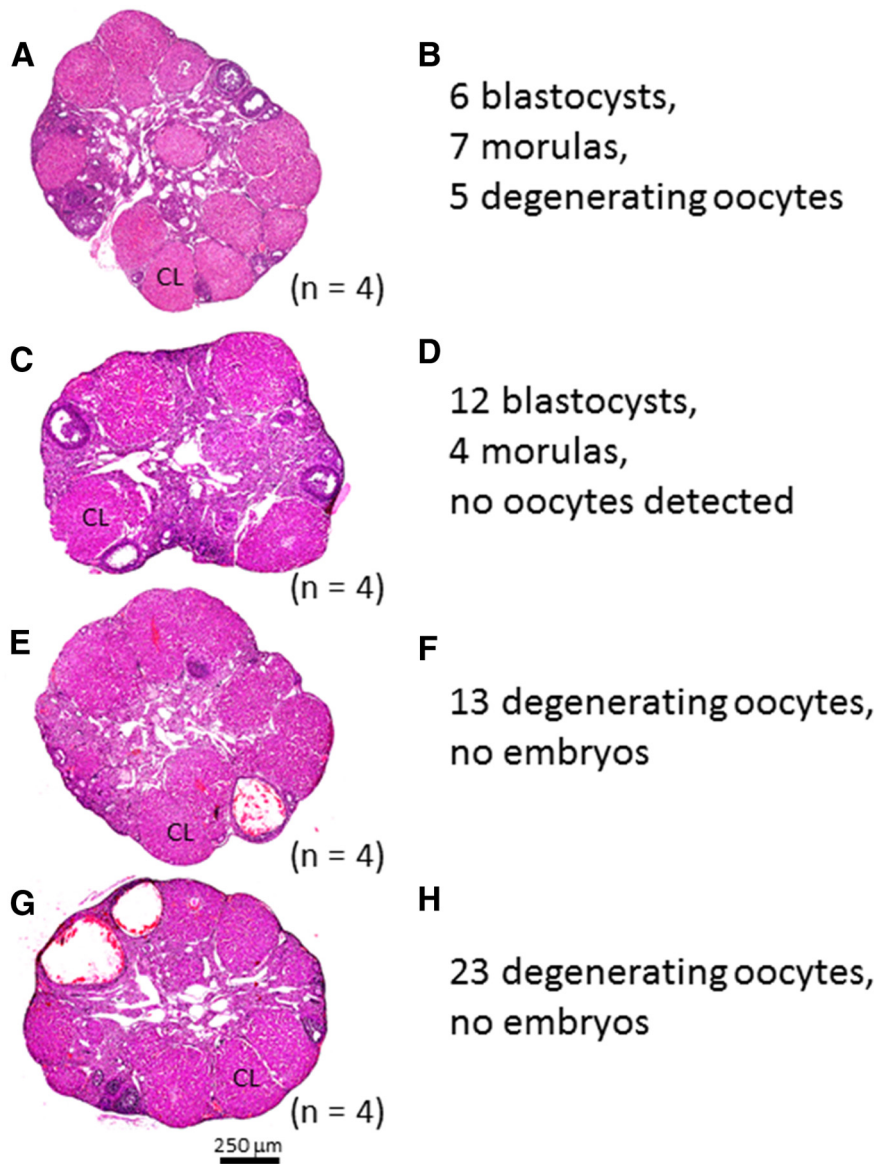 A
B
6 blastocysts,
7 morulas,
5 degenerating oocytes
CL
(n = 4)
C
D
12 blastocysts,
4 morulas,
no oocytes detected
CL
(n = 4)
E
F
13 degenerating oocytes,
no embryos
CL
(n = 4)
G
H
23 degenerating oocytes,
no embryos
CL
(n = 4)
250 µm